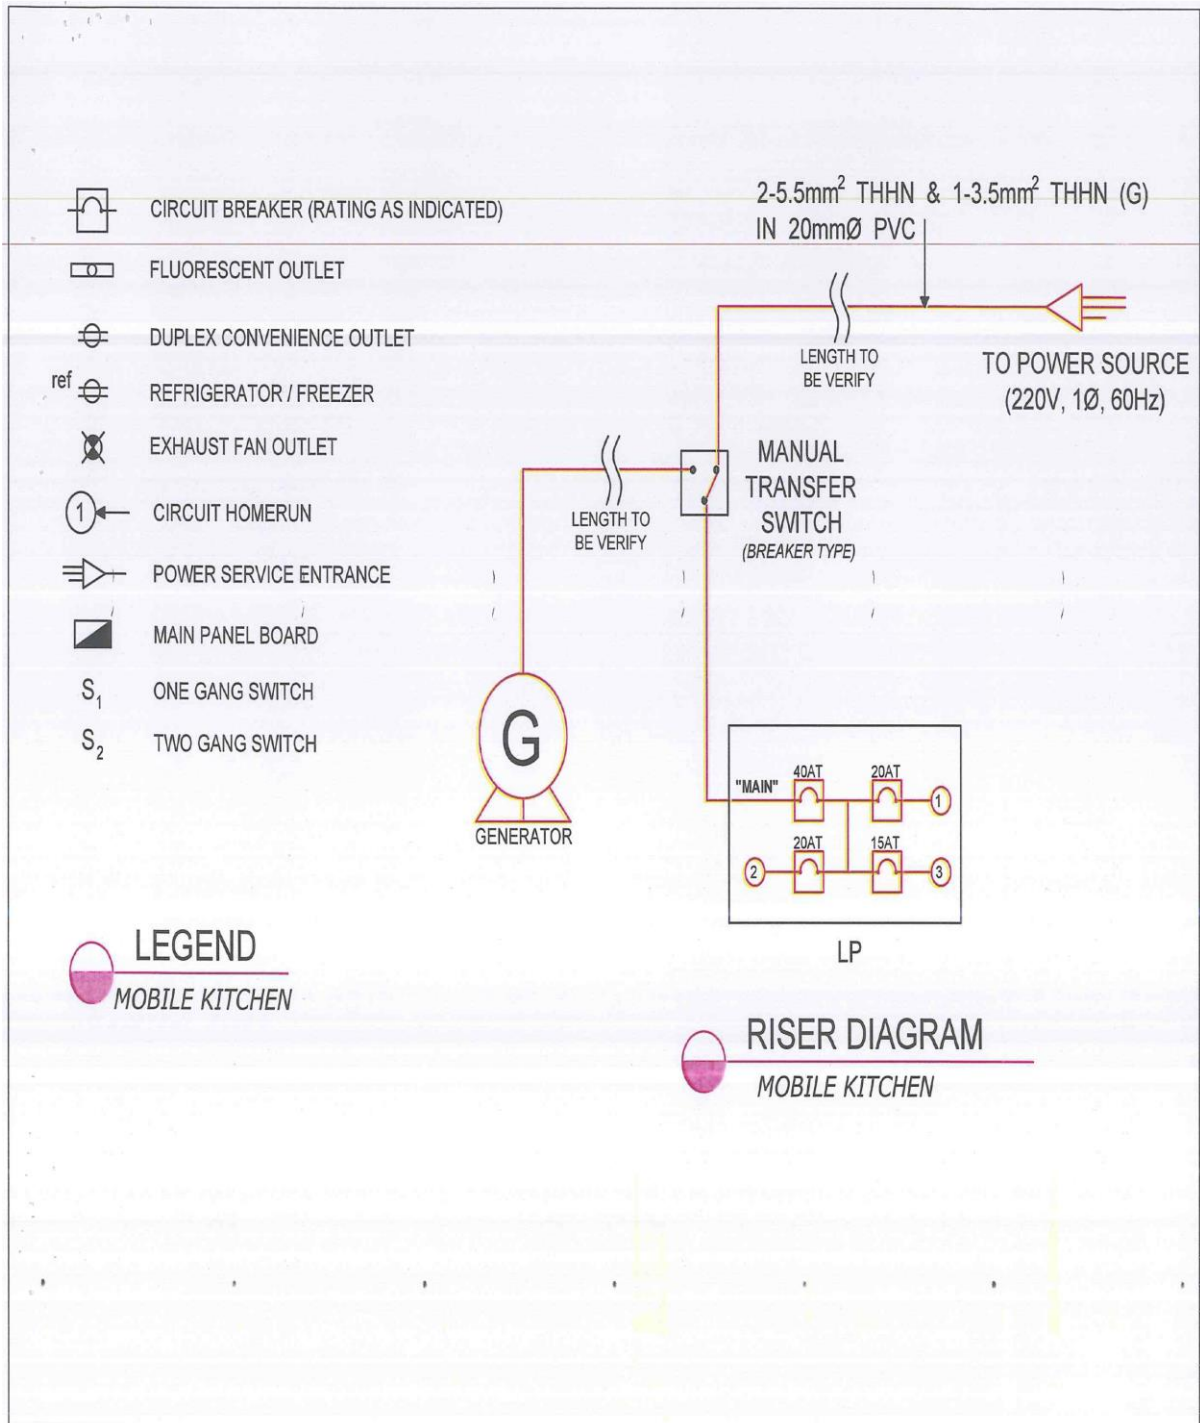 CIRCUIT BREAKER (RATING AS INDICATED)
FLUORESCENT OUTLET
DUPLEX CONVENIENCE OUTLET
ref
REFRIGERATOR / FREEZER
EXHAUST FAN OUTLET
1
CIRCUIT HOMERUN
POWER SERVICE ENTRANCE
MAIN PANEL BOARD
S₁ ONE GANG SWITCH
S₂ TWO GANG SWITCH
LEGEND
MOBILE KITCHEN
2-5.5mm² THHN & 1-3.5mm² THHN (G)
IN 20mmØ PVC
LENGTH TO
BE VERIFY
TO POWER SOURCE
(220V, 1Ø, 60Hz)
MANUAL
TRANSFER
SWITCH
(BREAKER TYPE)
LENGTH TO
BE VERIFY
G
GENERATOR
"MAIN"
40AT
20AT
1
2
20AT
15AT
3
LP
RISER DIAGRAM
MOBILE KITCHEN